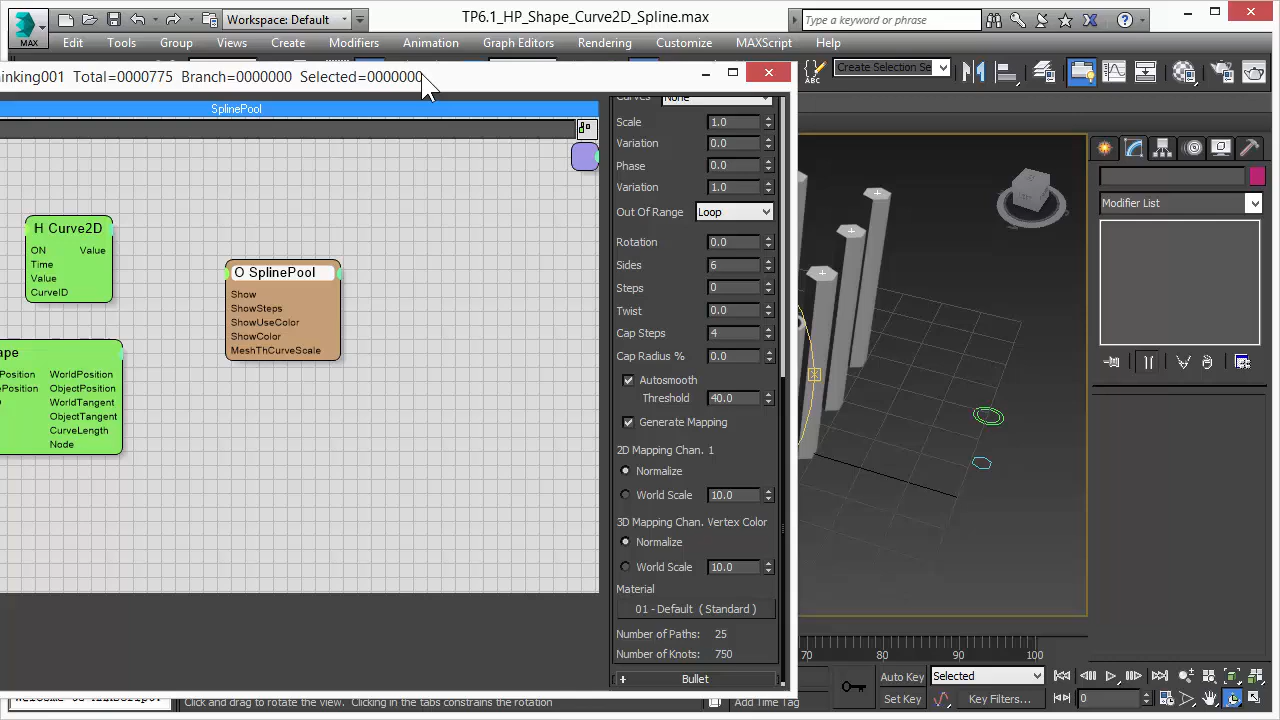 Workspace: Default
TP6.1_HP_Shape_Curve2D_Spline.max
Type a keyword or phrase
MAX
Edit Tools Group Views Create Modifiers Animation Graph Editors Rendering Customize MAXScript Help
inking001 Total=0000775 Branch=0000000 Selected=0000000
Create Selection Se
SplinePool
Curves None
Scale 1.0
Variation 0.0
Phase 0.0
Variation 1.0
Out Of Range Loop
Rotation 0.0
Sides 6
Steps 0
Twist 0.0
Cap Steps 4
Cap Radius % 0.0
Autosmooth
Threshold 40.0
Generate Mapping
2D Mapping Chan. 1
Normalize
World Scale 10.0
3D Mapping Chan. Vertex Color
Normalize
World Scale 10.0
Material
01 - Default ( Standard )
Number of Paths: 25
Number of Knots: 750
+ Bullet
H Curve2D
ON Value
Time
Value
CurveID
O SplinePool
Show
ShowSteps
ShowUseColor
ShowColor
MeshThCurveScale
ape
Position WorldPosition
Position ObjectPosition
WorldTangent
ObjectTangent
CurveLength
Node
Modifier List
70 80 90 100
Auto Key Selected
Set Key Key Filters...
0
Welcome to MAXScript.
Click and drag to rotate the view. Clicking in the tabs constrains the rotation
Add Time Tag